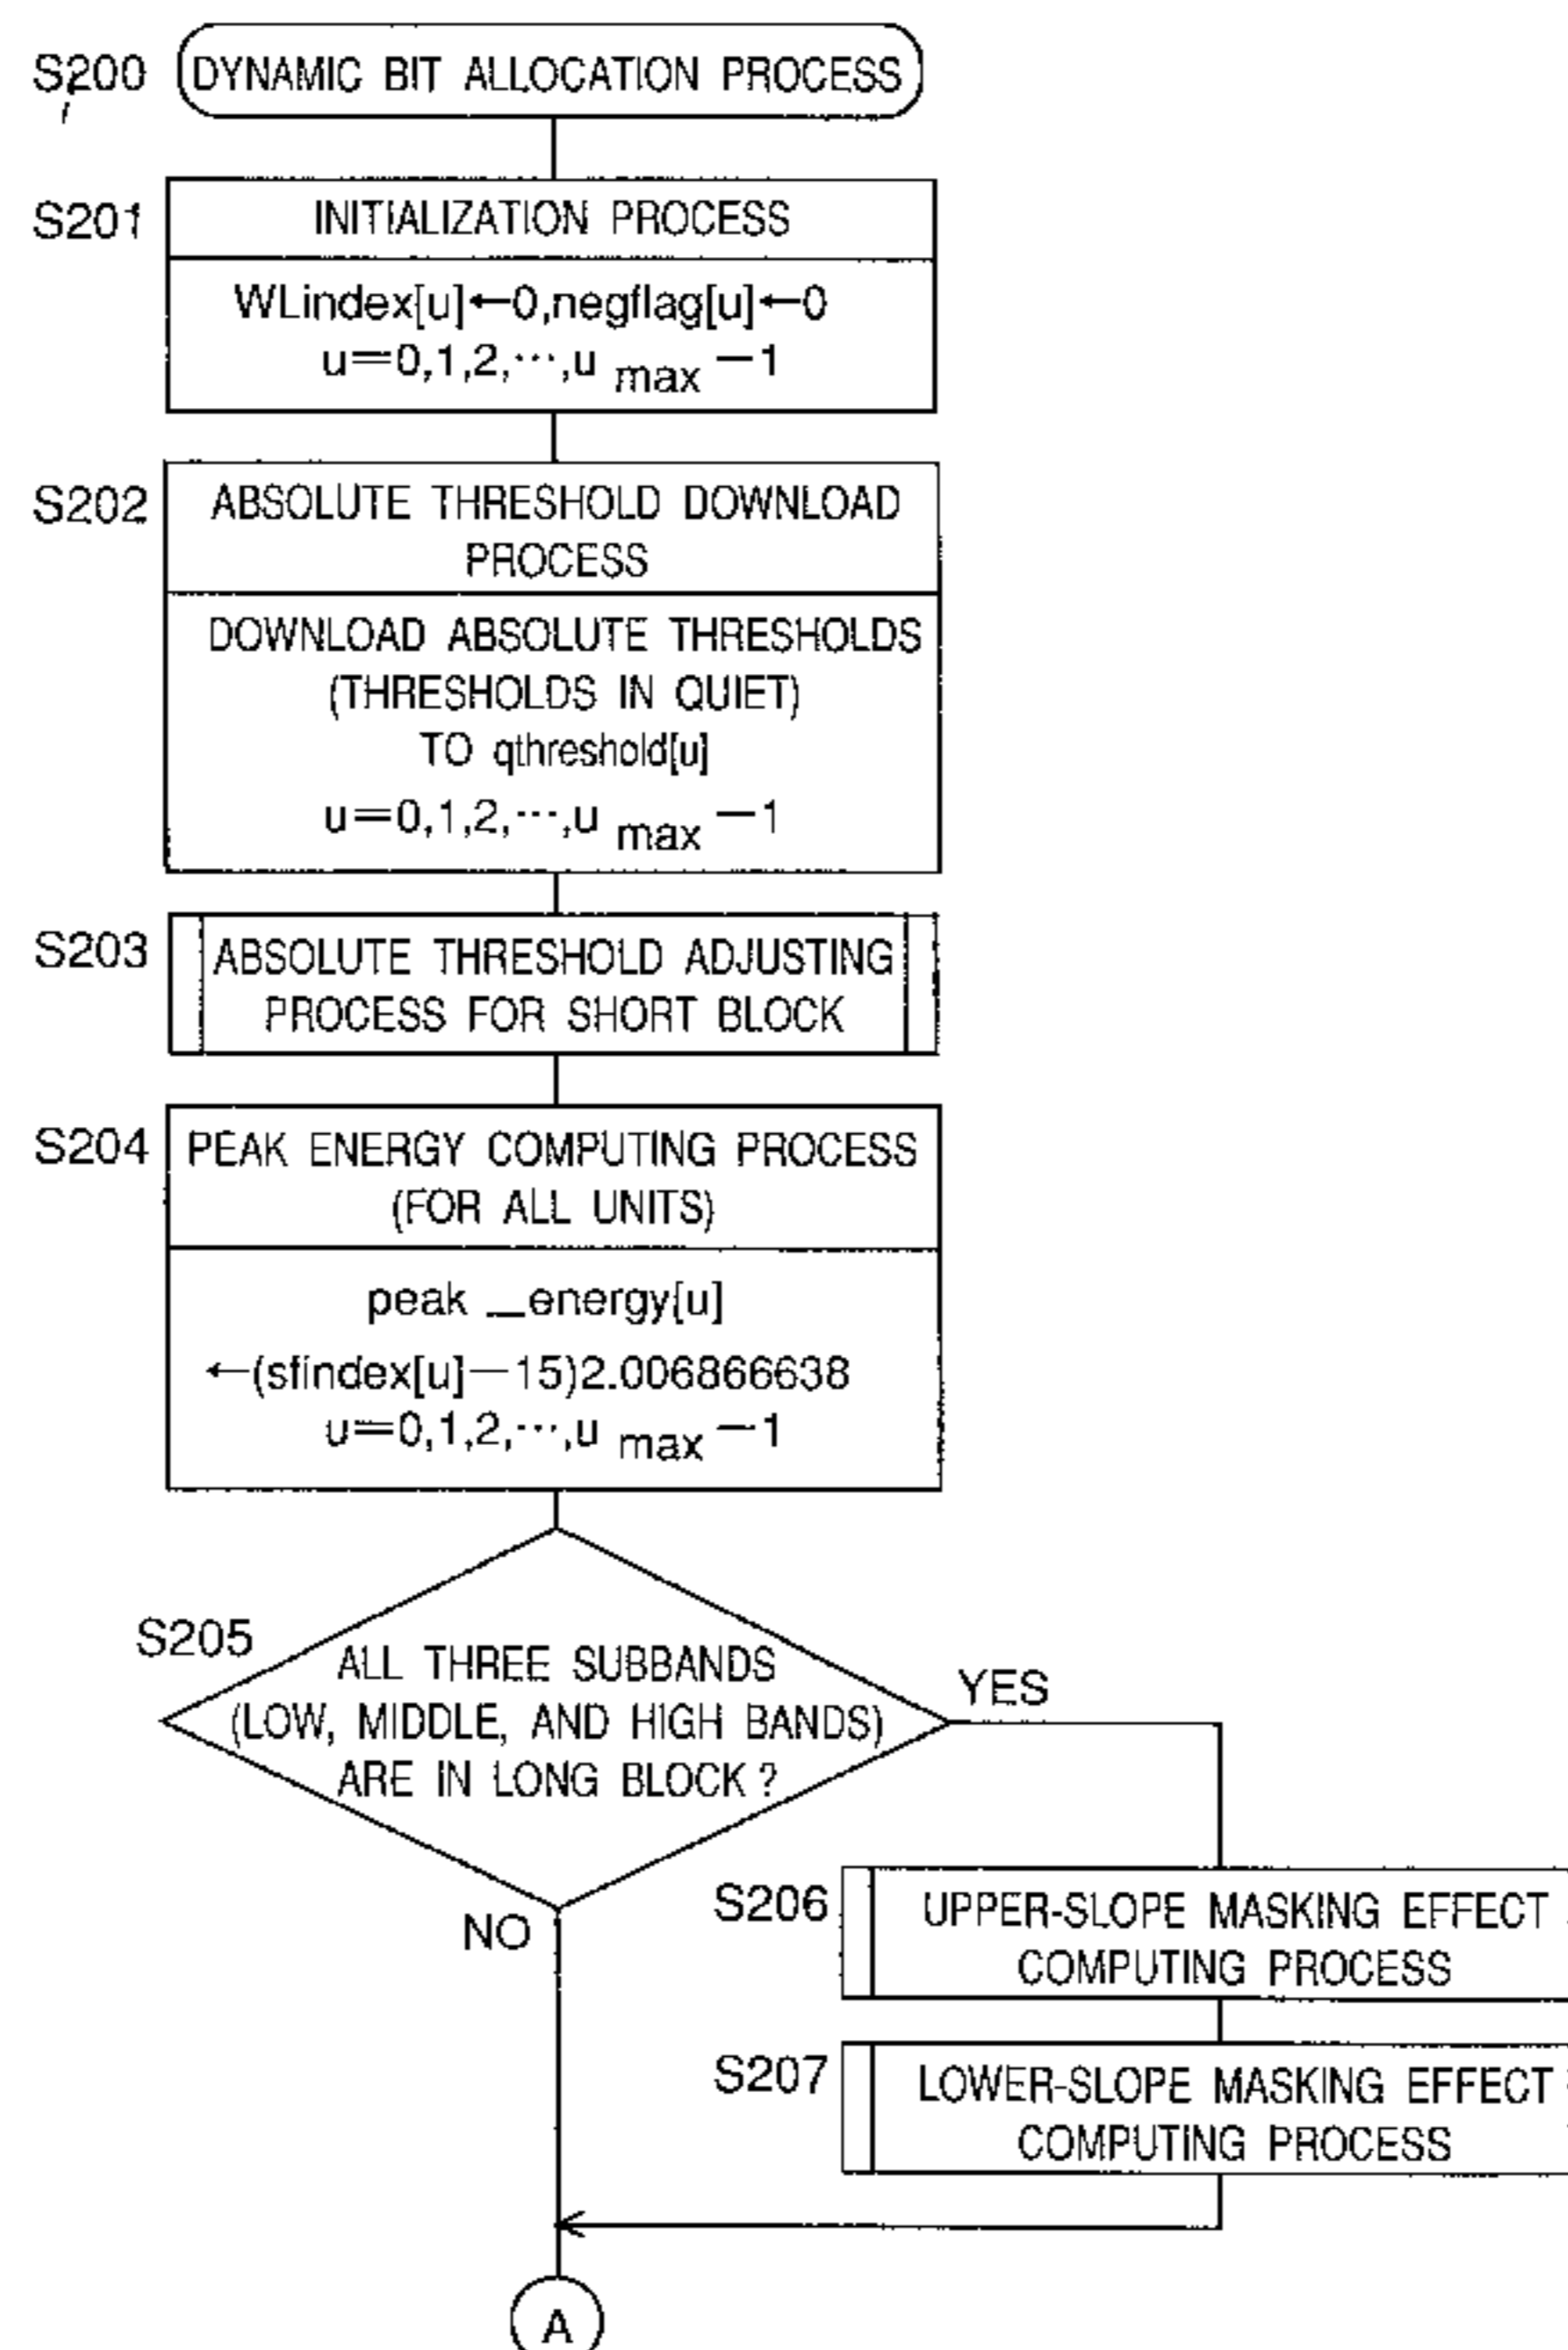 S200
DYNAMIC BIT ALLOCATION PROCESS
S201
INITIALIZATION PROCESS
WLindex[u]←0,negflag[u]←0
u=0,1,2,⋯,u max −1
S202
ABSOLUTE THRESHOLD DOWNLOAD
PROCESS
DOWNLOAD ABSOLUTE THRESHOLDS
(THRESHOLDS IN QUIET)
TO qthreshold[u]
u=0,1,2,⋯,u max −1
S203
ABSOLUTE THRESHOLD ADJUSTING
PROCESS FOR SHORT BLOCK
S204
PEAK ENERGY COMPUTING PROCESS
(FOR ALL UNITS)
peak _energy[u]
←(sfindex[u]−15)2.006866638
u=0,1,2,⋯,u max −1
S205
ALL THREE SUBBANDS
(LOW, MIDDLE, AND HIGH BANDS)
ARE IN LONG BLOCK?
YES
NO
S206
UPPER-SLOPE MASKING EFFECT
COMPUTING PROCESS
S207
LOWER-SLOPE MASKING EFFECT
COMPUTING PROCESS
A